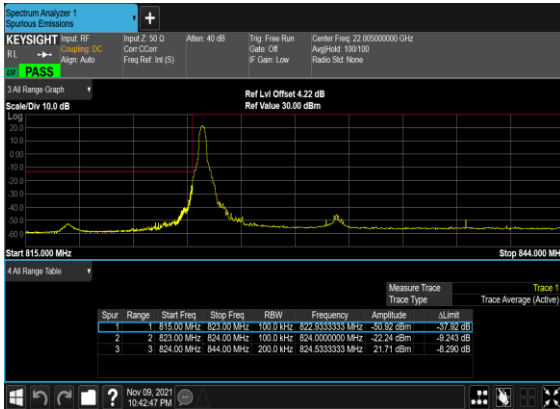 Spectrum Analyzer 1
Spurious Emissions
+
KEYSIGHT Input: RF Input Z: 50 Ω Atten: 40 dB Trig: Free Run Center Freq: 22.005000000 GHz
RL Coupling: DC Corr CCorr Gate: Off Avg|Hold: 100/100
Align: Auto Freq Ref: Int (S) IF Gain: Low Radio Std: None
PASS
3 All Range Graph
Ref Lvl Offset 4.22 dB
Scale/Div 10.0 dB Ref Value 30.00 dBm
Log
20.0
10.0
0.00
-10.0
-20.0
-30.0
-40.0
-50.0
-60.0
Start 815.000 MHz Stop 844.000 MH
4 All Range Table
Measure Trace Trace 1
Trace Type Trace Average (Active)
Spur Range Start Freq Stop Freq RBW Frequency Amplitude ΔLimit
1 1 815.00 MHz 823.00 MHz 100.0 kHz 822.9333333 MHz -50.92 dBm -37.92 dB
2 2 823.00 MHz 824.00 MHz 100.0 kHz 824.0000000 MHz -22.24 dBm -9.243 dB
3 3 824.00 MHz 844.00 MHz 200.0 kHz 824.5333333 MHz 21.71 dBm -8.290 dB
? Nov 09, 2021
10:42:47 PM